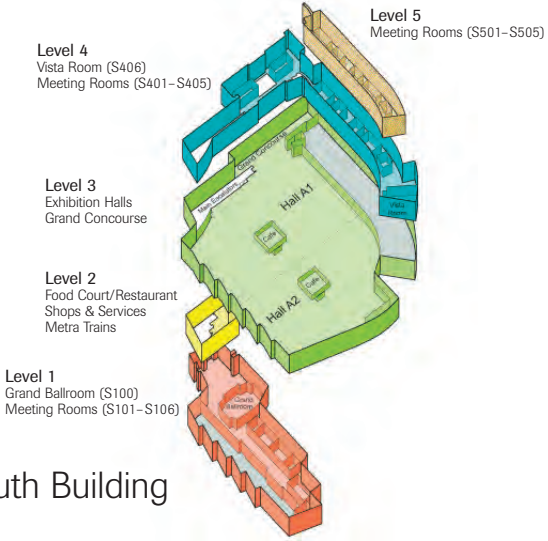 Level 5
Meeting Rooms (S501–S505)
Level 4
Vista Room (S406)
Meeting Rooms (S401–S405)
Grand Concourse
Main Escalators
Hall A1
Vista
Room
Level 3
Exhibition Halls
Grand Concourse
Cafe
Cafe
Hall A2
Level 2
Food Court/Restaurant
Shops & Services
Metra Trains
Level 1
Grand Ballroom (S100)
Meeting Rooms (S101–S106)
Grand
Ballroom
uth Building